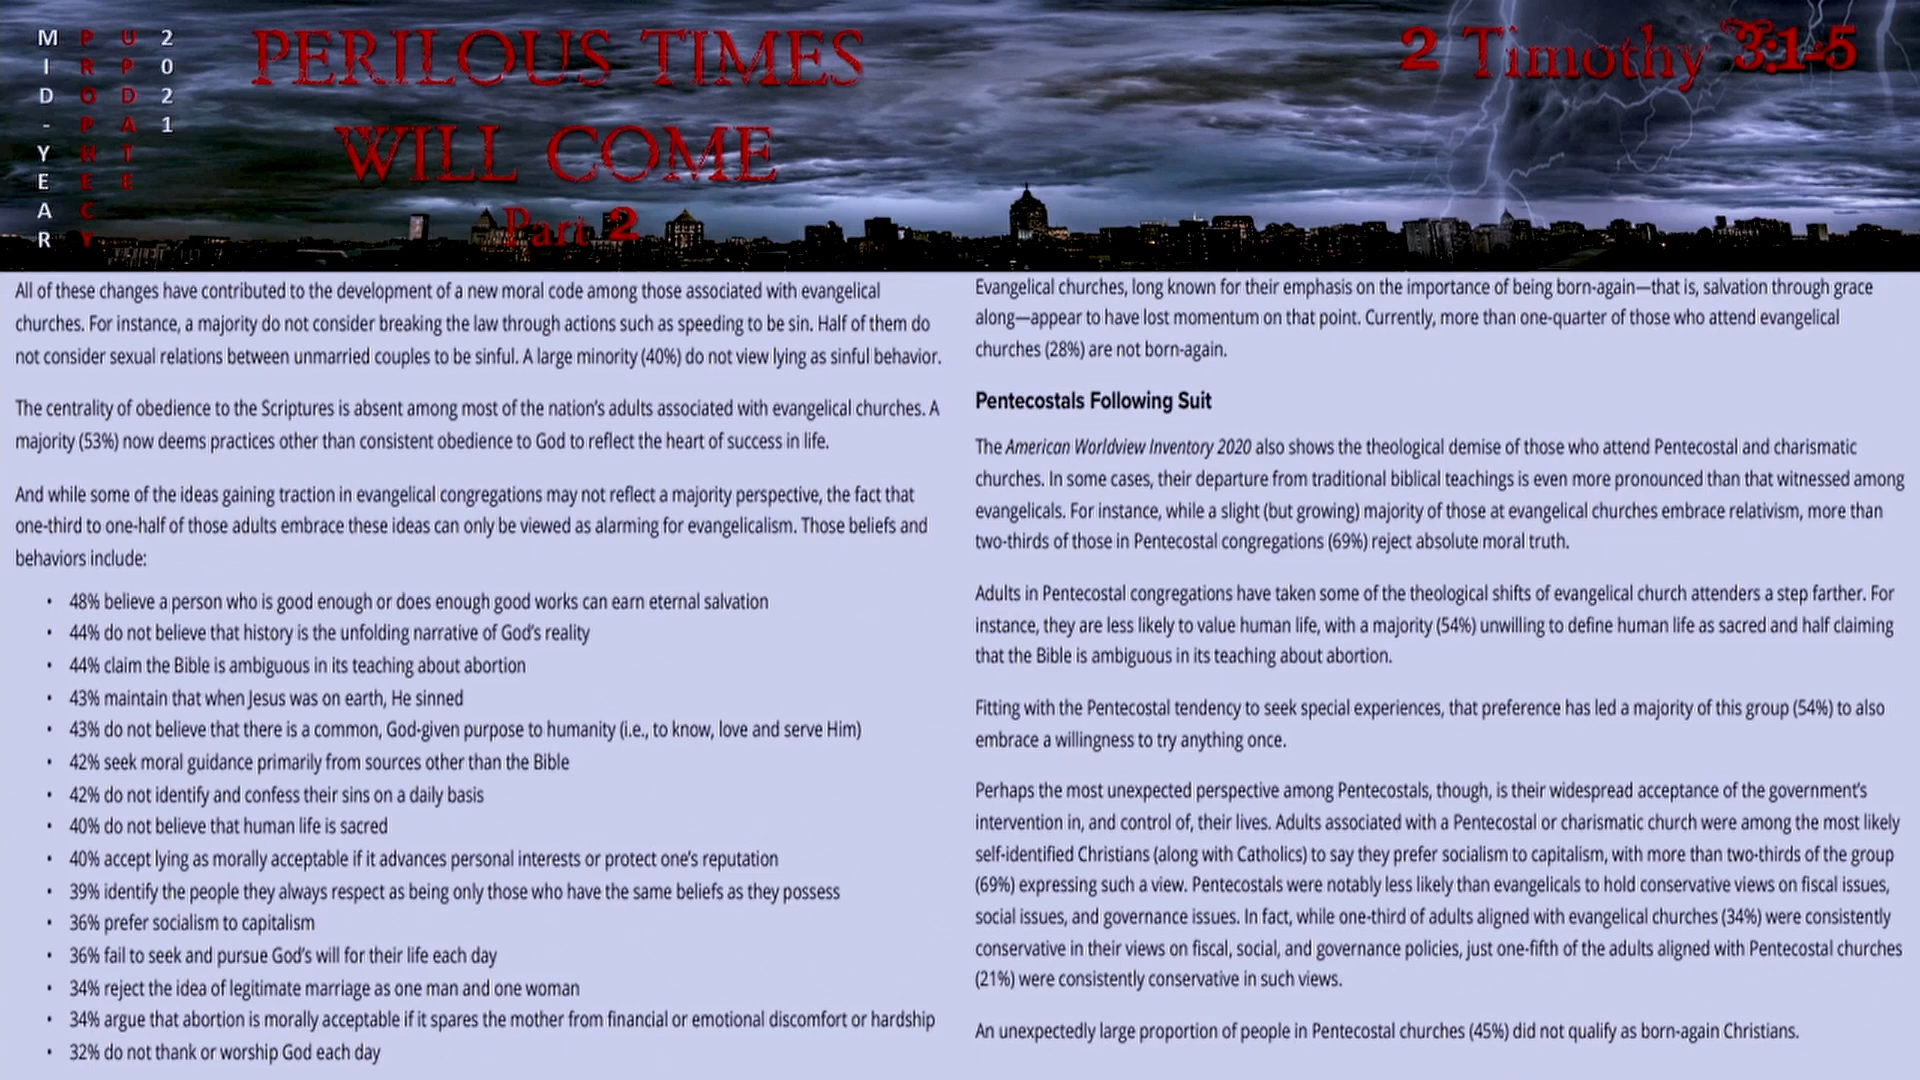 MID-YEAR
PROPHECY
UPDATE
2021
PERILOUS TIMES
WILL COME
Part 2
2 Timothy 3:1-5
All of these changes have contributed to the development of a new moral code among those associated with evangelical
churches. For instance, a majority do not consider breaking the law through actions such as speeding to be sin. Half of them do
not consider sexual relations between unmarried couples to be sinful. A large minority (40%) do not view lying as sinful behavior.
The centrality of obedience to the Scriptures is absent among most of the nation's adults associated with evangelical churches. A
majority (53%) now deems practices other than consistent obedience to God to reflect the heart of success in life.
And while some of the ideas gaining traction in evangelical congregations may not reflect a majority perspective, the fact that
one-third to one-half of those adults embrace these ideas can only be viewed as alarming for evangelicalism. Those beliefs and
behaviors include:
• 48% believe a person who is good enough or does enough good works can earn eternal salvation
• 44% do not believe that history is the unfolding narrative of God's reality
• 44% claim the Bible is ambiguous in its teaching about abortion
• 43% maintain that when Jesus was on earth, He sinned
• 43% do not believe that there is a common, God-given purpose to humanity (i.e., to know, love and serve Him)
• 42% seek moral guidance primarily from sources other than the Bible
• 42% do not identify and confess their sins on a daily basis
• 40% do not believe that human life is sacred
• 40% accept lying as morally acceptable if it advances personal interests or protect one's reputation
• 39% identify the people they always respect as being only those who have the same beliefs as they possess
• 36% prefer socialism to capitalism
• 36% fail to seek and pursue God's will for their life each day
• 34% reject the idea of legitimate marriage as one man and one woman
• 34% argue that abortion is morally acceptable if it spares the mother from financial or emotional discomfort or hardship
• 32% do not thank or worship God each day
Evangelical churches, long known for their emphasis on the importance of being born-again—that is, salvation through grace
along—appear to have lost momentum on that point. Currently, more than one-quarter of those who attend evangelical
churches (28%) are not born-again.
Pentecostals Following Suit
The American Worldview Inventory 2020 also shows the theological demise of those who attend Pentecostal and charismatic
churches. In some cases, their departure from traditional biblical teachings is even more pronounced than that witnessed among
evangelicals. For instance, while a slight (but growing) majority of those at evangelical churches embrace relativism, more than
two-thirds of those in Pentecostal congregations (69%) reject absolute moral truth.
Adults in Pentecostal congregations have taken some of the theological shifts of evangelical church attenders a step farther. For
instance, they are less likely to value human life, with a majority (54%) unwilling to define human life as sacred and half claiming
that the Bible is ambiguous in its teaching about abortion.
Fitting with the Pentecostal tendency to seek special experiences, that preference has led a majority of this group (54%) to also
embrace a willingness to try anything once.
Perhaps the most unexpected perspective among Pentecostals, though, is their widespread acceptance of the government's
intervention in, and control of, their lives. Adults associated with a Pentecostal or charismatic church were among the most likely
self-identified Christians (along with Catholics) to say they prefer socialism to capitalism, with more than two-thirds of the group
(69%) expressing such a view. Pentecostals were notably less likely than evangelicals to hold conservative views on fiscal issues,
social issues, and governance issues. In fact, while one-third of adults aligned with evangelical churches (34%) were consistently
conservative in their views on fiscal, social, and governance policies, just one-fifth of the adults aligned with Pentecostal churches
(21%) were consistently conservative in such views.
An unexpectedly large proportion of people in Pentecostal churches (45%) did not qualify as born-again Christians.